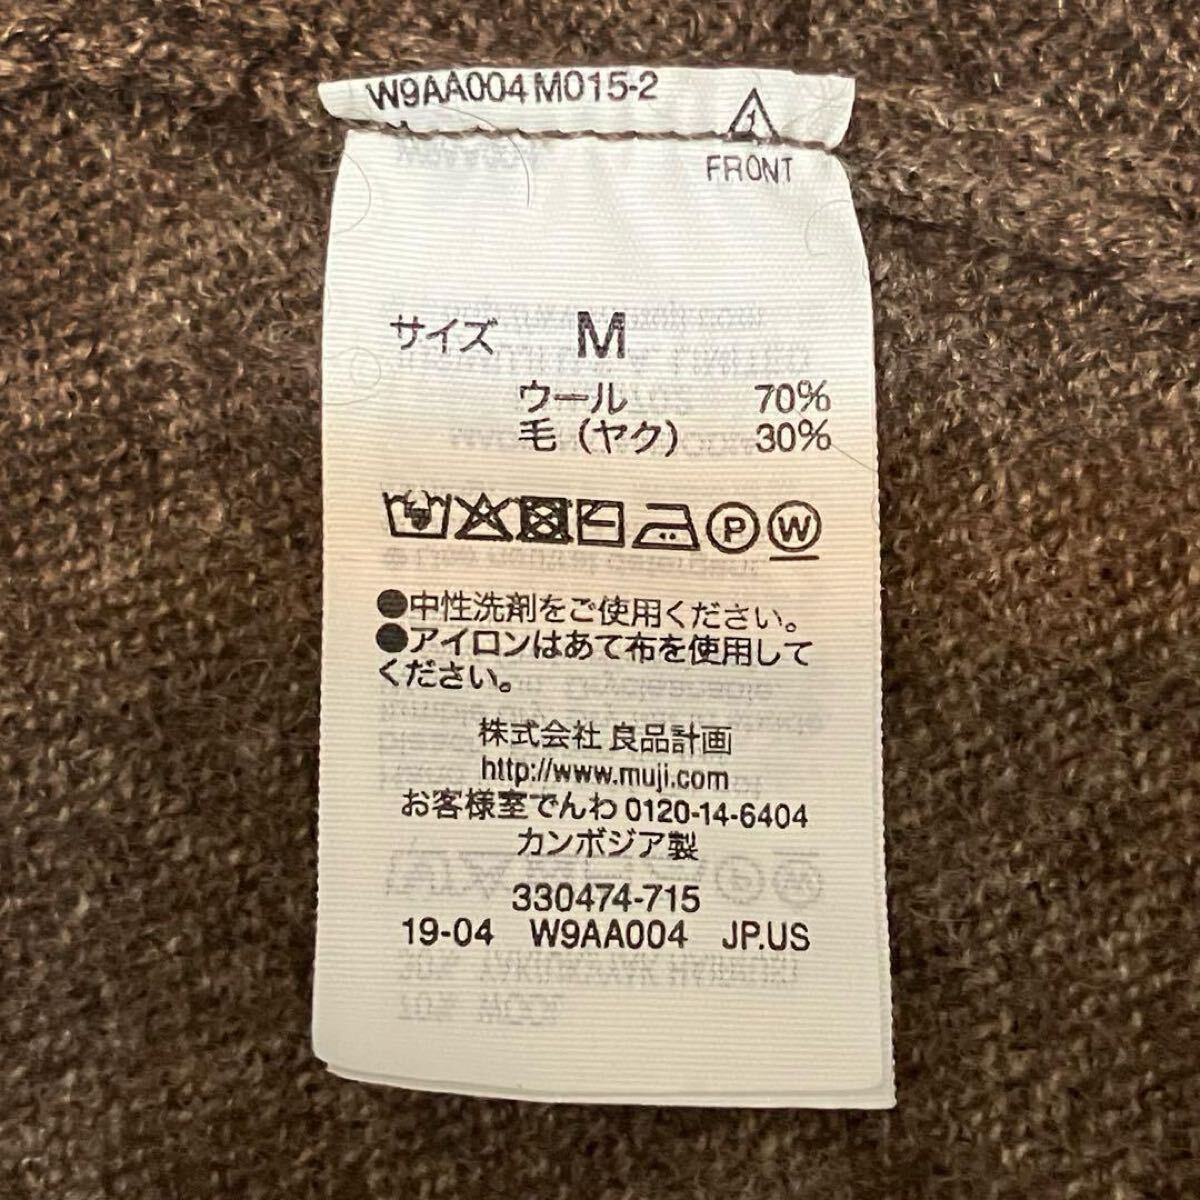 W9AA004 M015-2
1
FRONT
サイズ M
ウール 70%
毛（ヤク） 30%
P W
●中性洗剤をご使用ください。
●アイロンはあて布を使用して
ください。
株式会社 良品計画
http://www.muji.com
お客様室でんわ 0120-14-6404
カンボジア製
330474-715
19-04 W9AA004 JP.US